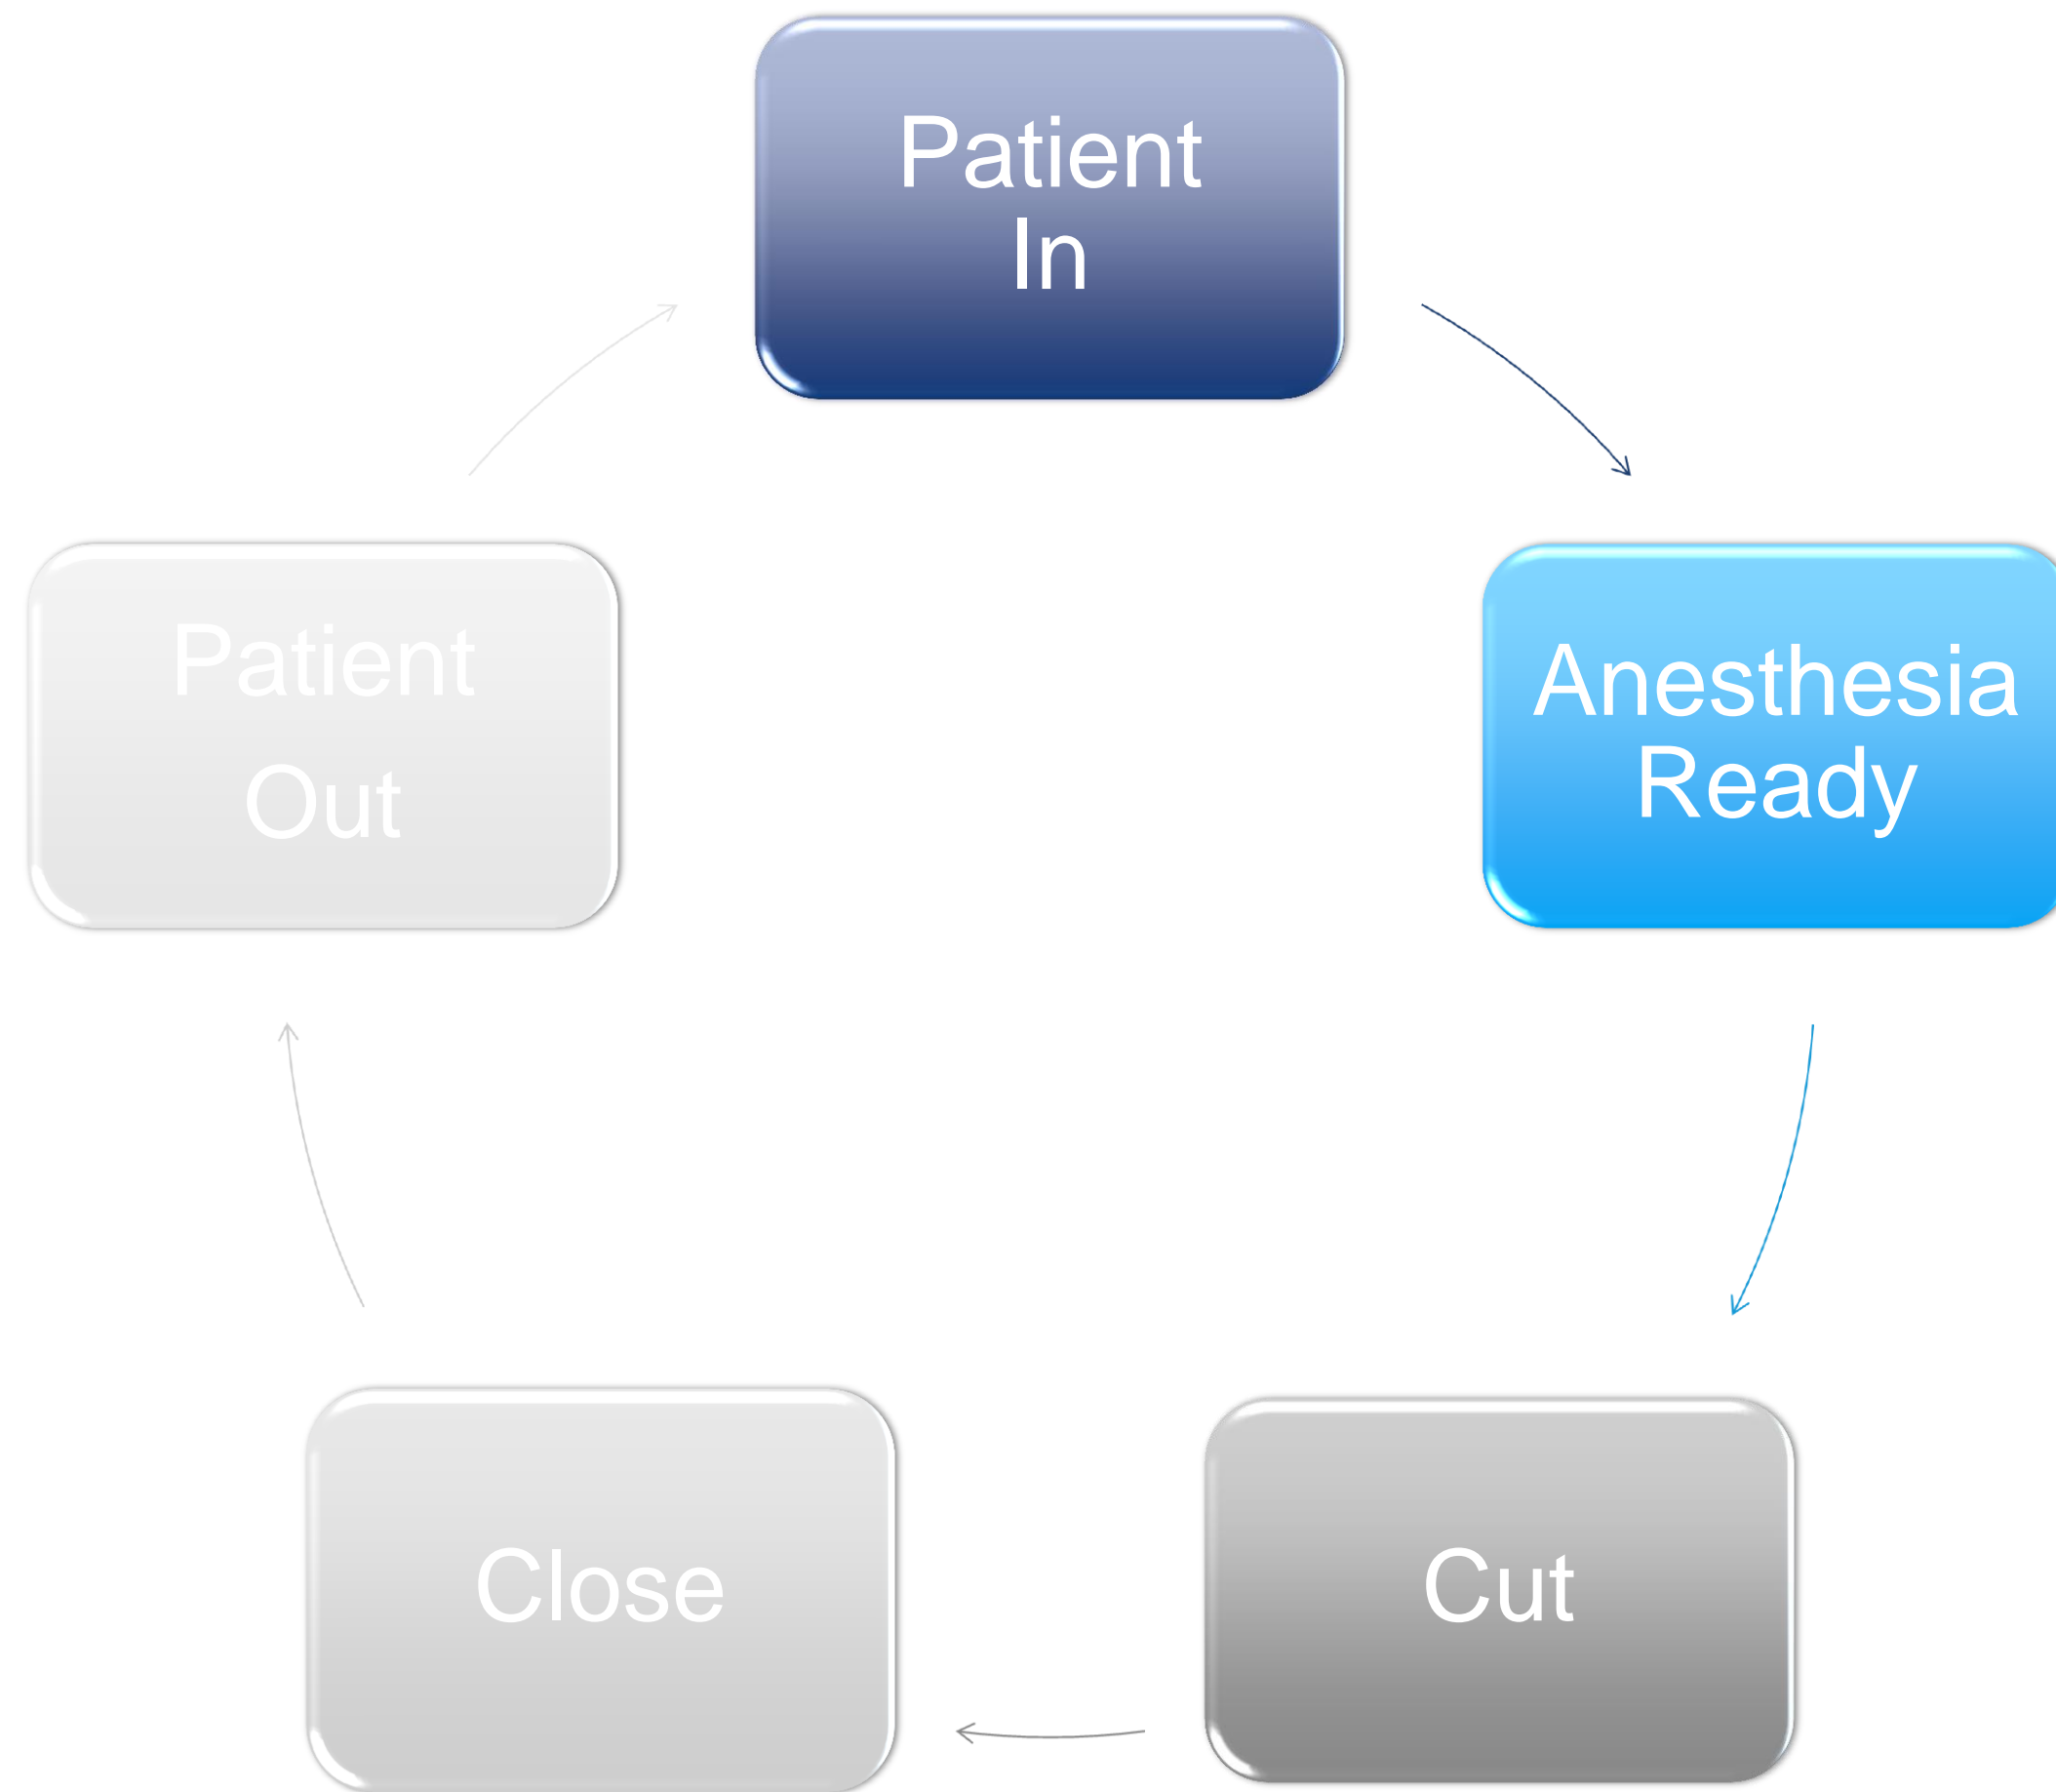 Patient
In
Anesthesia
Ready
Cut
Close
Patient
Out